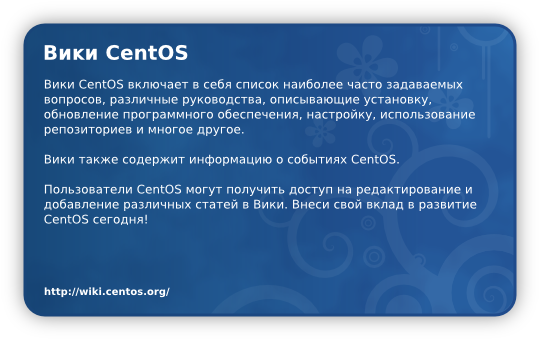 Вики CentOS
Вики CentOS включает в себя список наиболее часто задаваемых
вопросов, различные руководства, описывающие установку,
обновление программного обеспечения, настройку, использование
репозиториев и многое другое.
Вики также содержит информацию о событиях CentOS.
Пользователи CentOS могут получить доступ на редактирование и
добавление различных статей в Вики. Внеси свой вклад в развитие
CentOS сегодня!
http://wiki.centos.org/